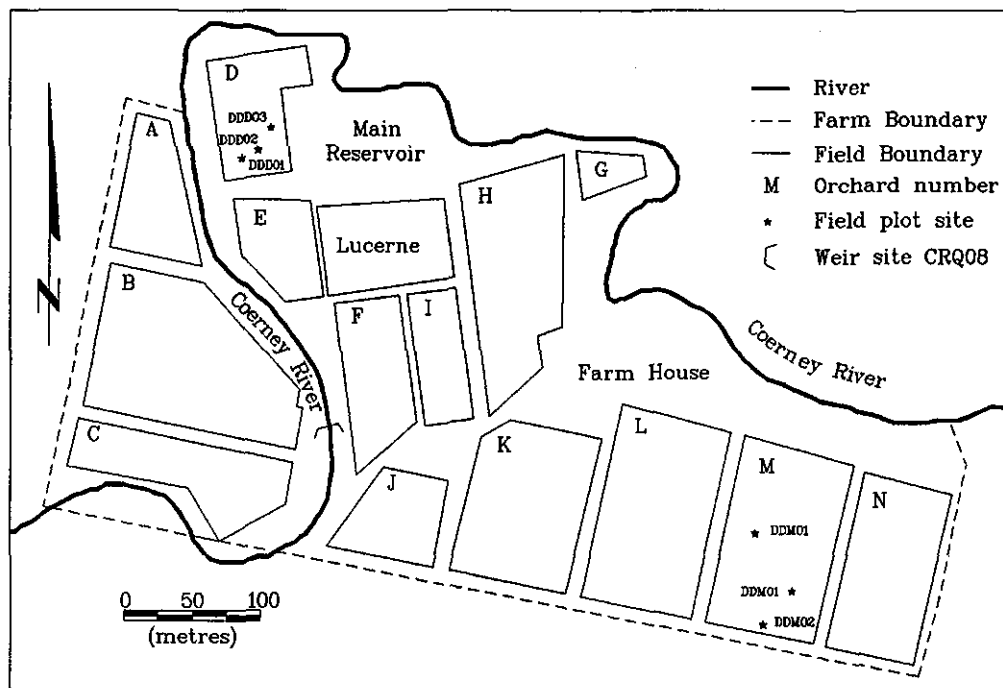 D
DDD03
DDD02
DDD01
A
Main
Reservoir
G
H
E
Lucerne
B
F
I
Coerney River
Farm House
Coerney River
C
J
K
L
M
N
DDM01
DDM01
DDM02
River
Farm Boundary
Field Boundary
M Orchard number
Field plot site
Weir site CRQ08
N
0 50 100
(metres)